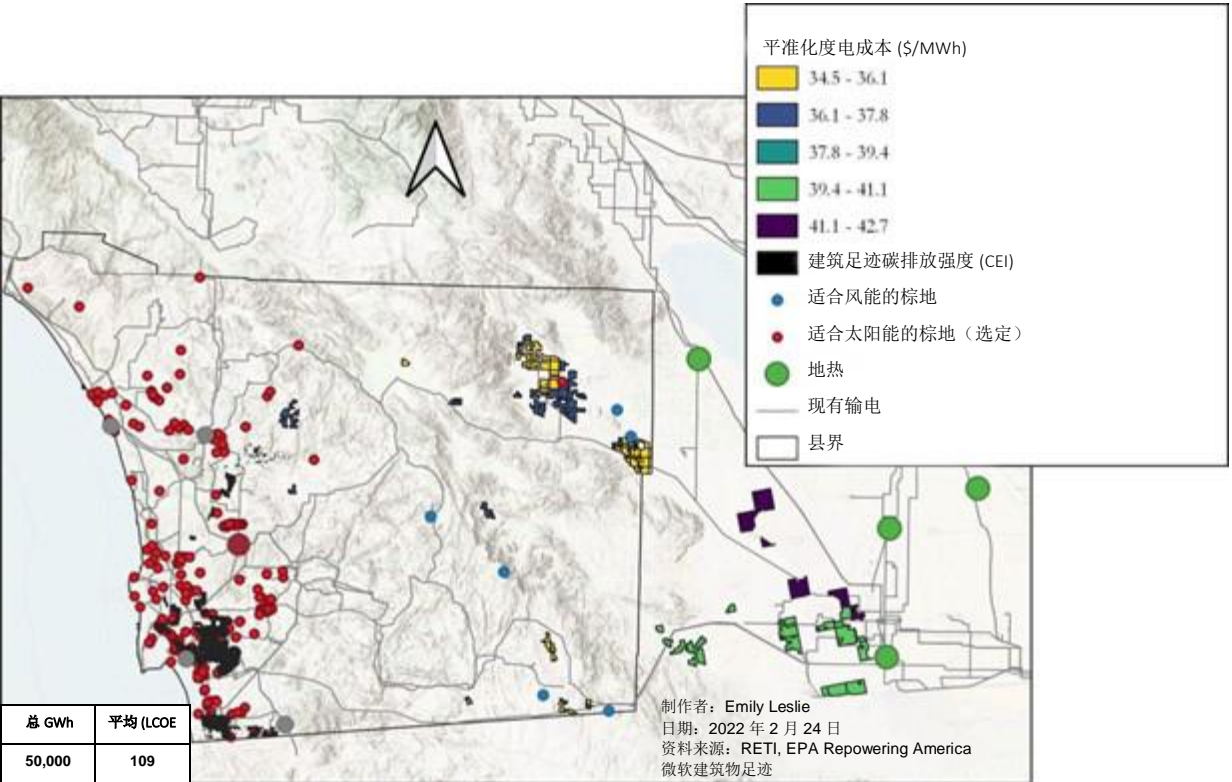 平准化度电成本 ($/MWh)
34.5 - 36.1
36.1 - 37.8
37.8 - 39.4
39.4 - 41.1
41.1 - 42.7
建筑足迹碳排放强度 (CEI)
适合风能的棕地
适合太阳能的棕地（选定）
地热
现有输电
县界
制作者：Emily Leslie
日期：2022 年 2 月 24 日
资料来源：RETI, EPA Repowering America
微软建筑物足迹
总 GWh 平均 (LCOE
50,000 109